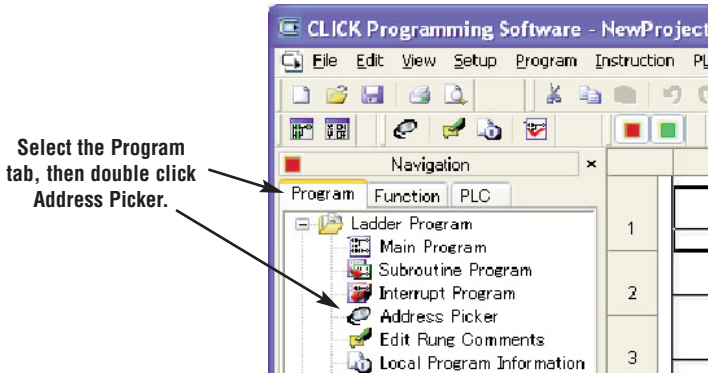 CLICK Programming Software - NewProject
File Edit View Setup Program Instruction
Select the Program
tab, then double click
Address Picker.
Navigation
Program Function PLC
Ladder Program
Main Program
1
Subroutine Program
Interrupt Program
2
Address Picker
Edit Rung Comments
Local Program Information
3